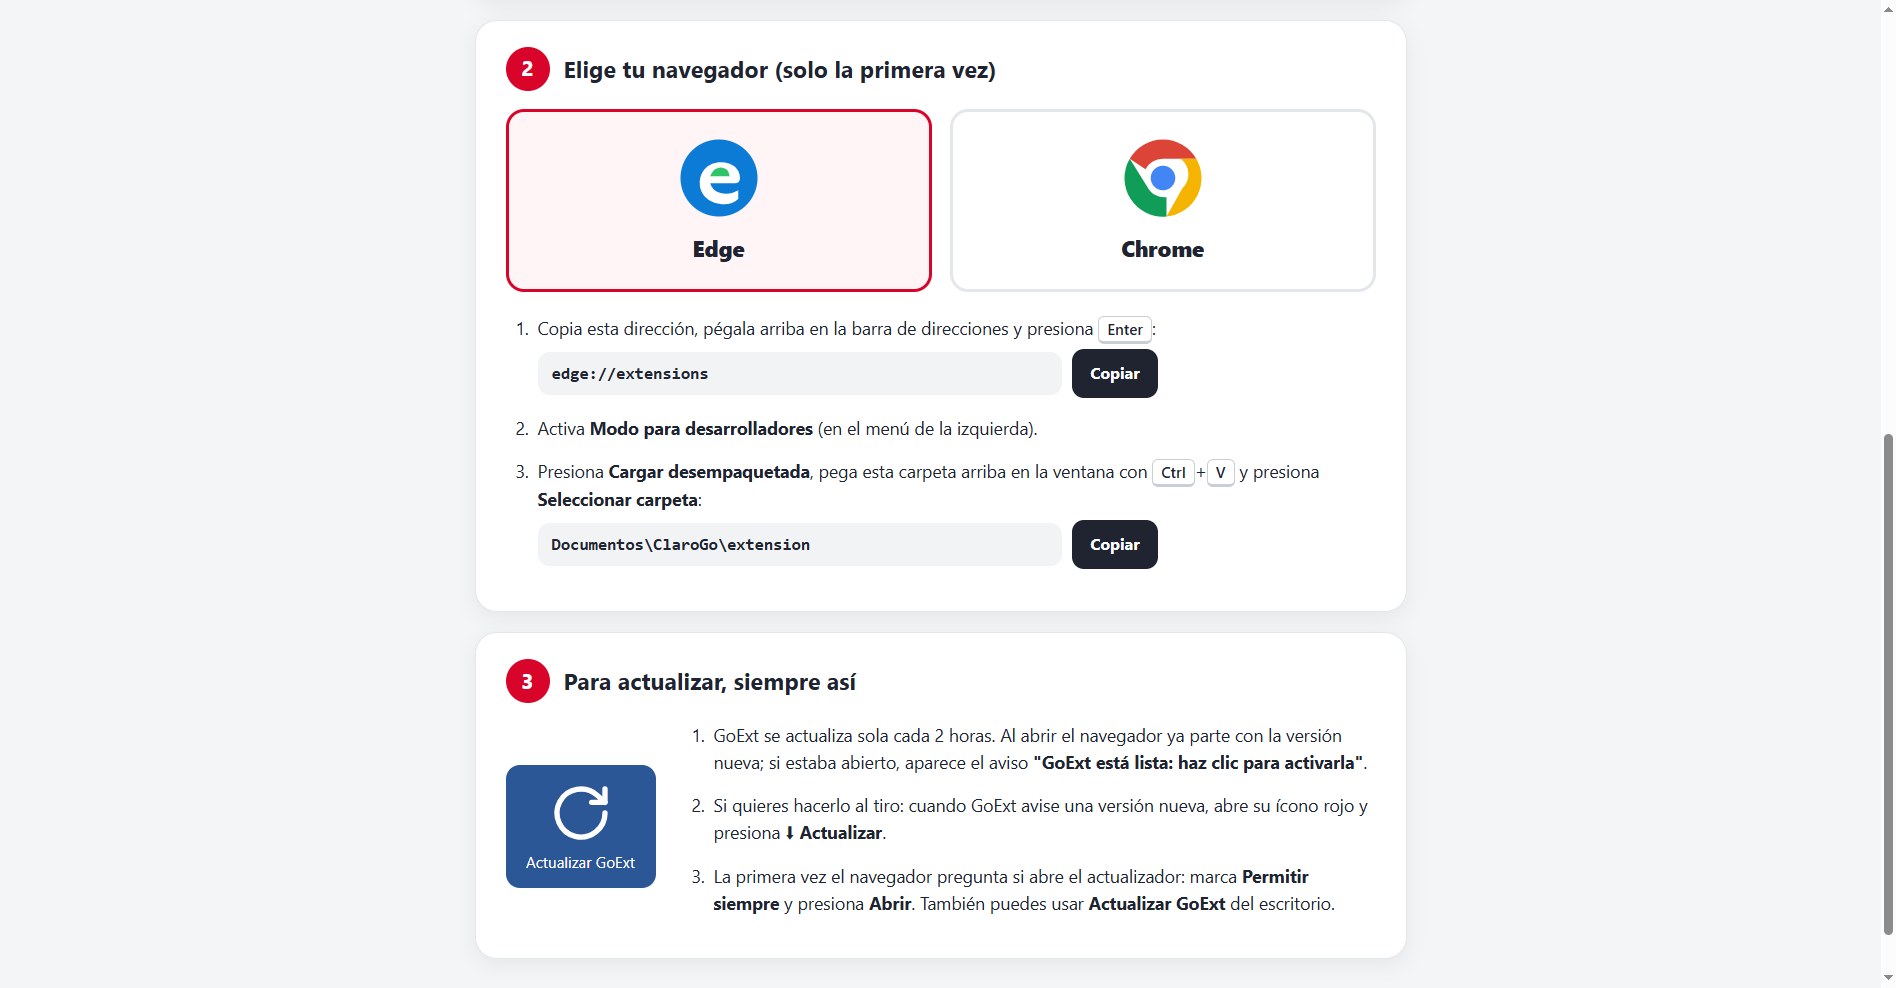 2 Elige tu navegador (solo la primera vez)
Edge
Chrome
1. Copia esta dirección, pégala arriba en la barra de direcciones y presiona Enter:
edge://extensions Copiar
2. Activa Modo para desarrolladores (en el menú de la izquierda).
3. Presiona Cargar desempaquetada, pega esta carpeta arriba en la ventana con Ctrl + V y presiona
Seleccionar carpeta:
Documentos\ClaroGo\extension Copiar
3 Para actualizar, siempre así
Actualizar GoExt
1. GoExt se actualiza sola cada 2 horas. Al abrir el navegador ya parte con la versión
nueva; si estaba abierto, aparece el aviso "GoExt está lista: haz clic para activarla".
2. Si quieres hacerlo al tiro: cuando GoExt avise una versión nueva, abre su ícono rojo y
presiona ⬇ Actualizar.
3. La primera vez el navegador pregunta si abre el actualizador: marca Permitir
siempre y presiona Abrir. También puedes usar Actualizar GoExt del escritorio.